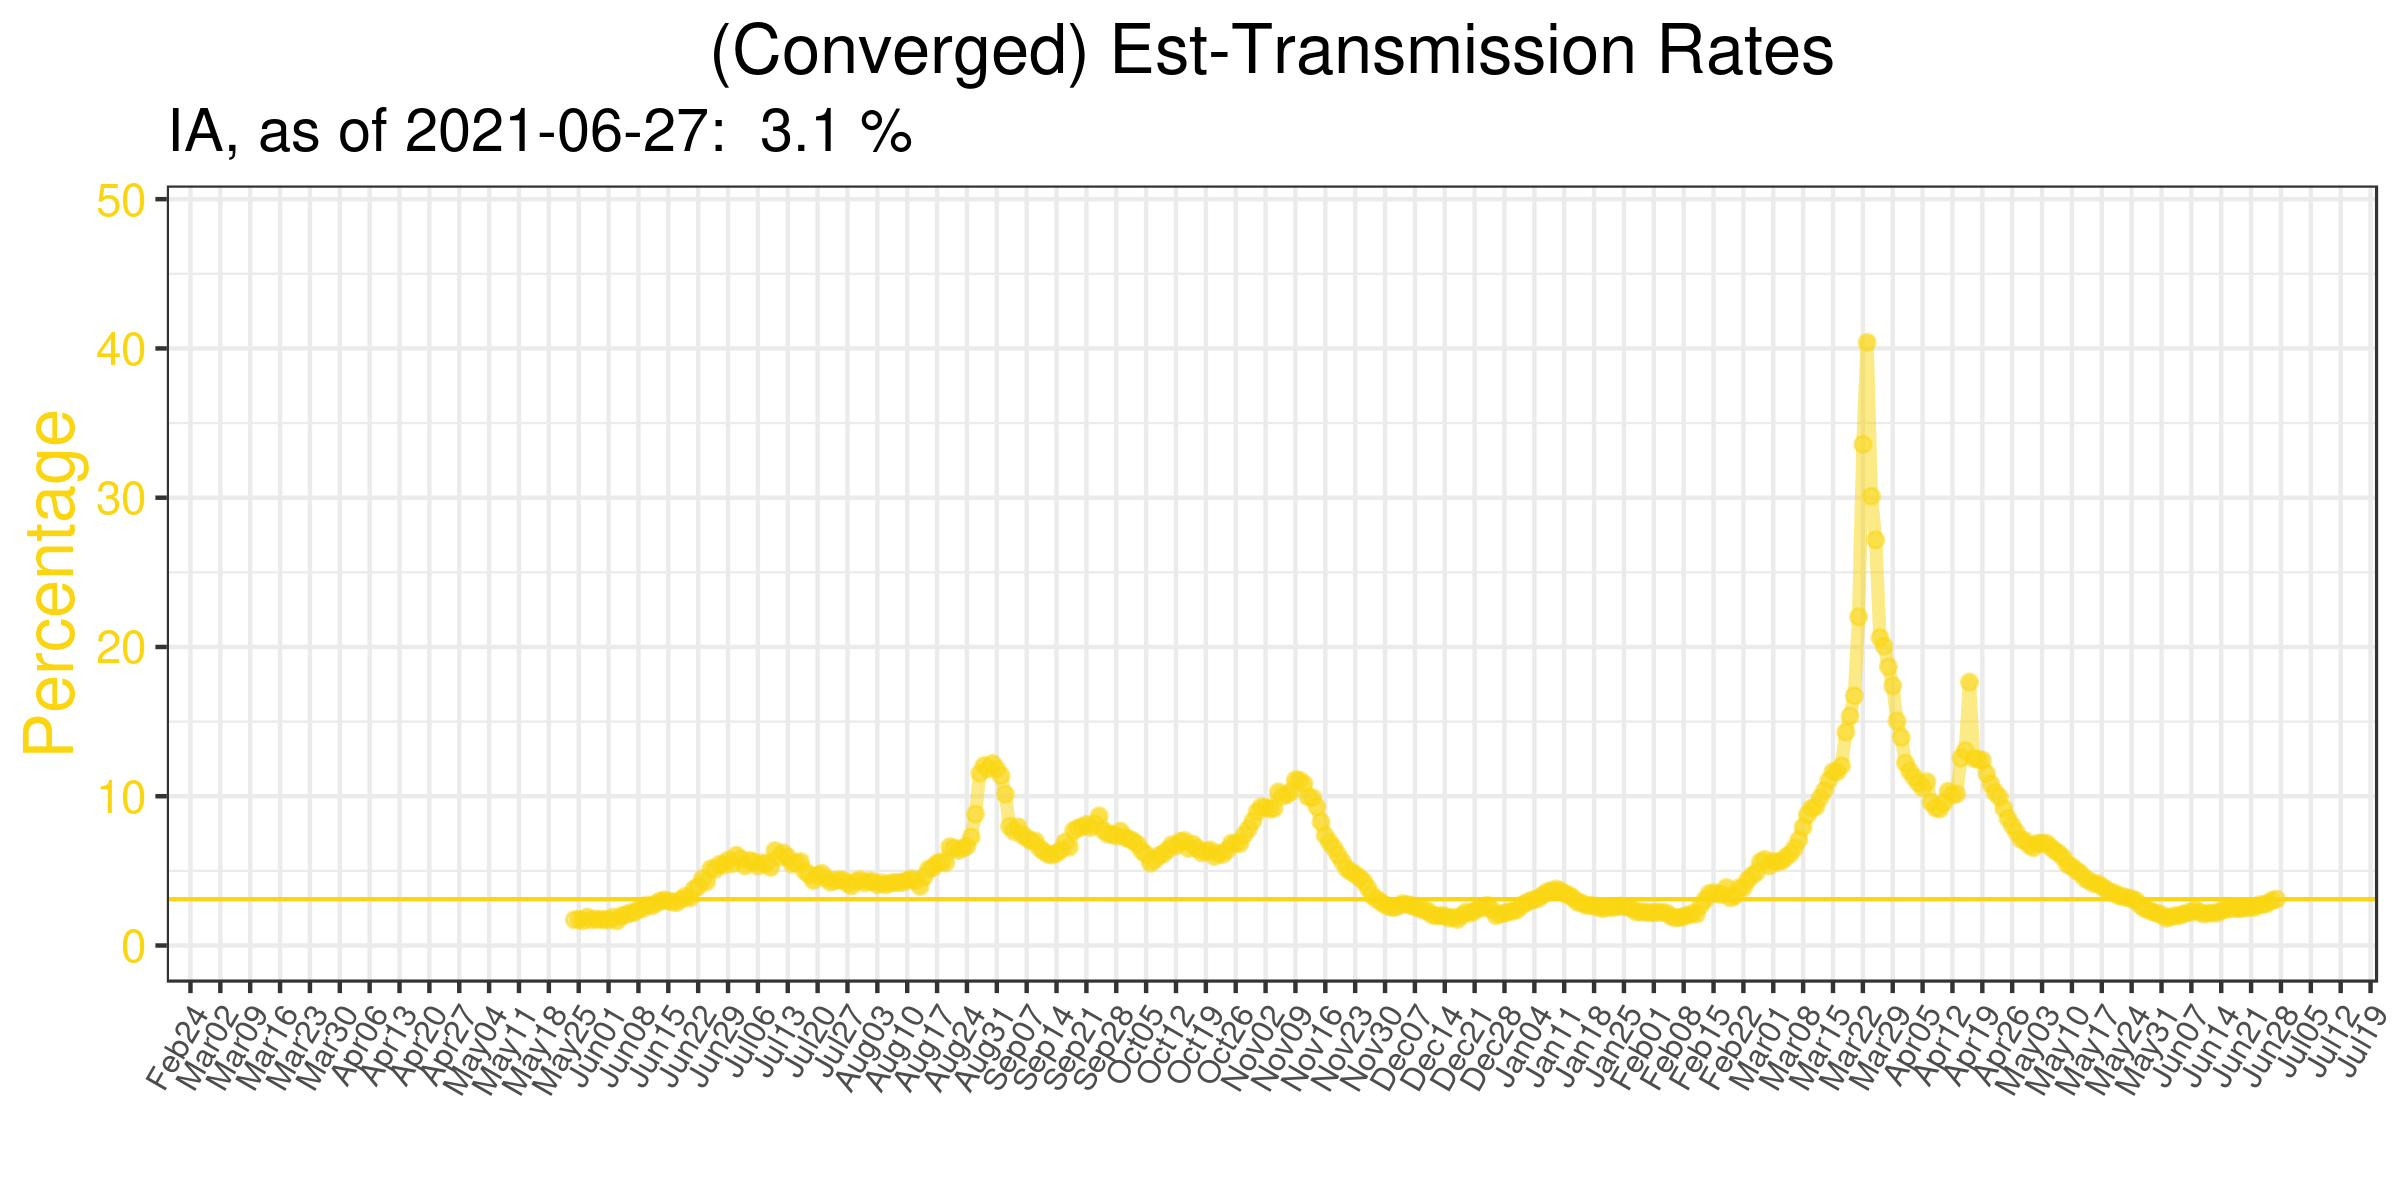 (Converged) Est-Transmission Rates
IA, as of 2021-06-27: 3.1 %
Percentage
50
40
30
20
10
0
Feb24
Mar02
Mar09
Mar16
Mar23
Mar30
Apr06
Apr13
Apr20
Apr27
May04
May11
May18
May25
Jun01
Jun08
Jun15
Jun22
Jun29
Jul06
Jul13
Jul20
Jul27
Aug03
Aug10
Aug17
Aug24
Aug31
Sep07
Sep14
Sep21
Sep28
Oct05
Oct12
Oct19
Oct26
Nov02
Nov09
Nov16
Nov23
Nov30
Dec07
Dec14
Dec21
Dec28
Jan04
Jan11
Jan18
Jan25
Feb01
Feb08
Feb15
Feb22
Mar01
Mar08
Mar15
Mar22
Mar29
Apr05
Apr12
Apr19
Apr26
May03
May10
May17
May24
May31
Jun07
Jun14
Jun21
Jun28
Jul05
Jul12
Jul19